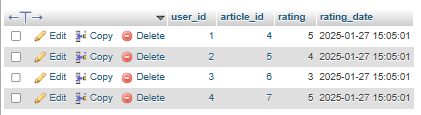 user_id article_id rating rating_date
Edit Copy Delete 1 4 5 2025-01-27 15:05:01
Edit Copy Delete 2 5 4 2025-01-27 15:05:01
Edit Copy Delete 3 6 3 2025-01-27 15:05:01
Edit Copy Delete 4 7 5 2025-01-27 15:05:01